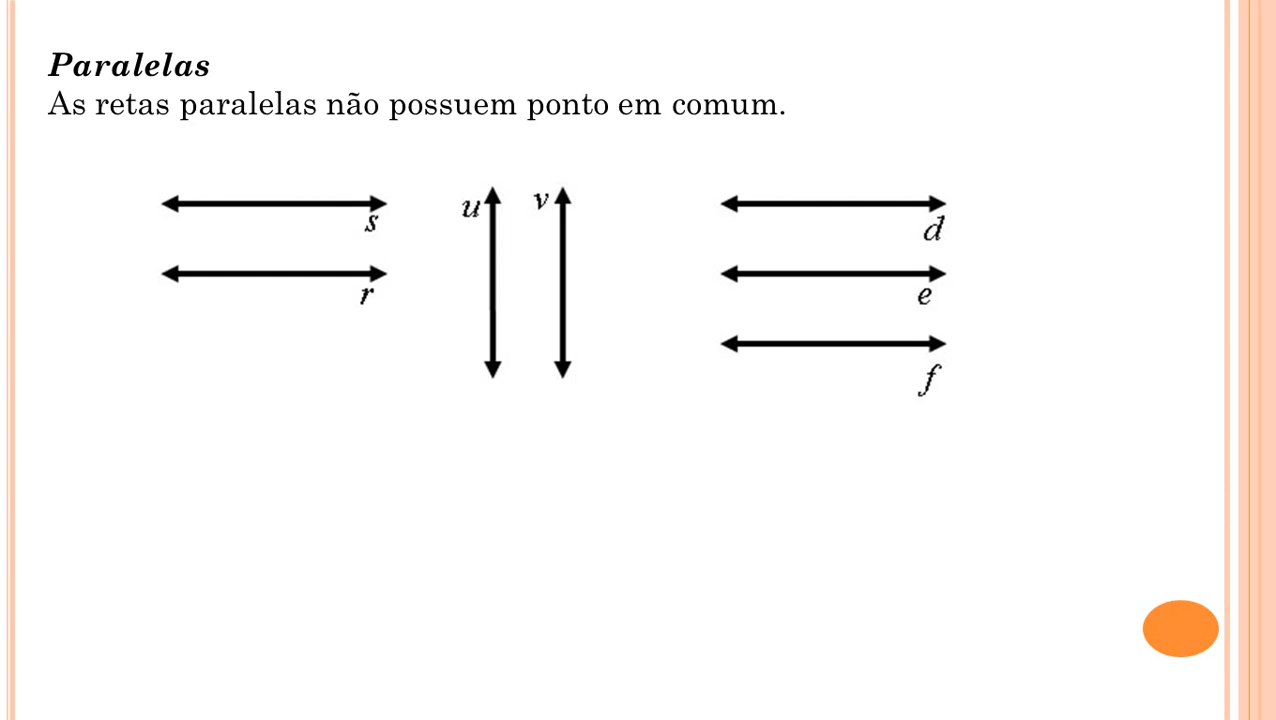 Paralelas
As retas paralelas não possuem ponto em comum.
s
r
u
v
d
e
f